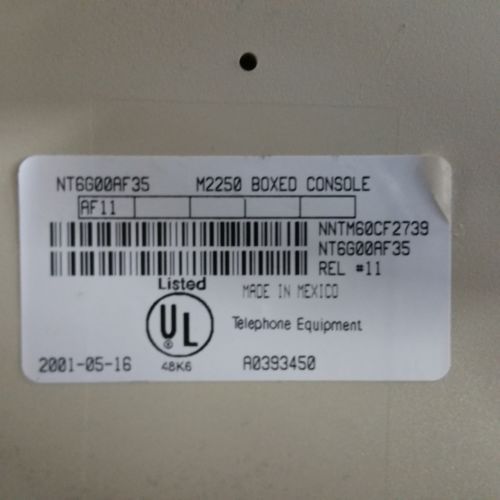 NT6G00AF35 M2250 BOXED CONSOLE
AF11
NNTM60CF2739
NT6G00AF35
REL #11
Listed
MADE IN MEXICO
UL
®
Telephone Equipment
2001-05-16 48K6 A0393450